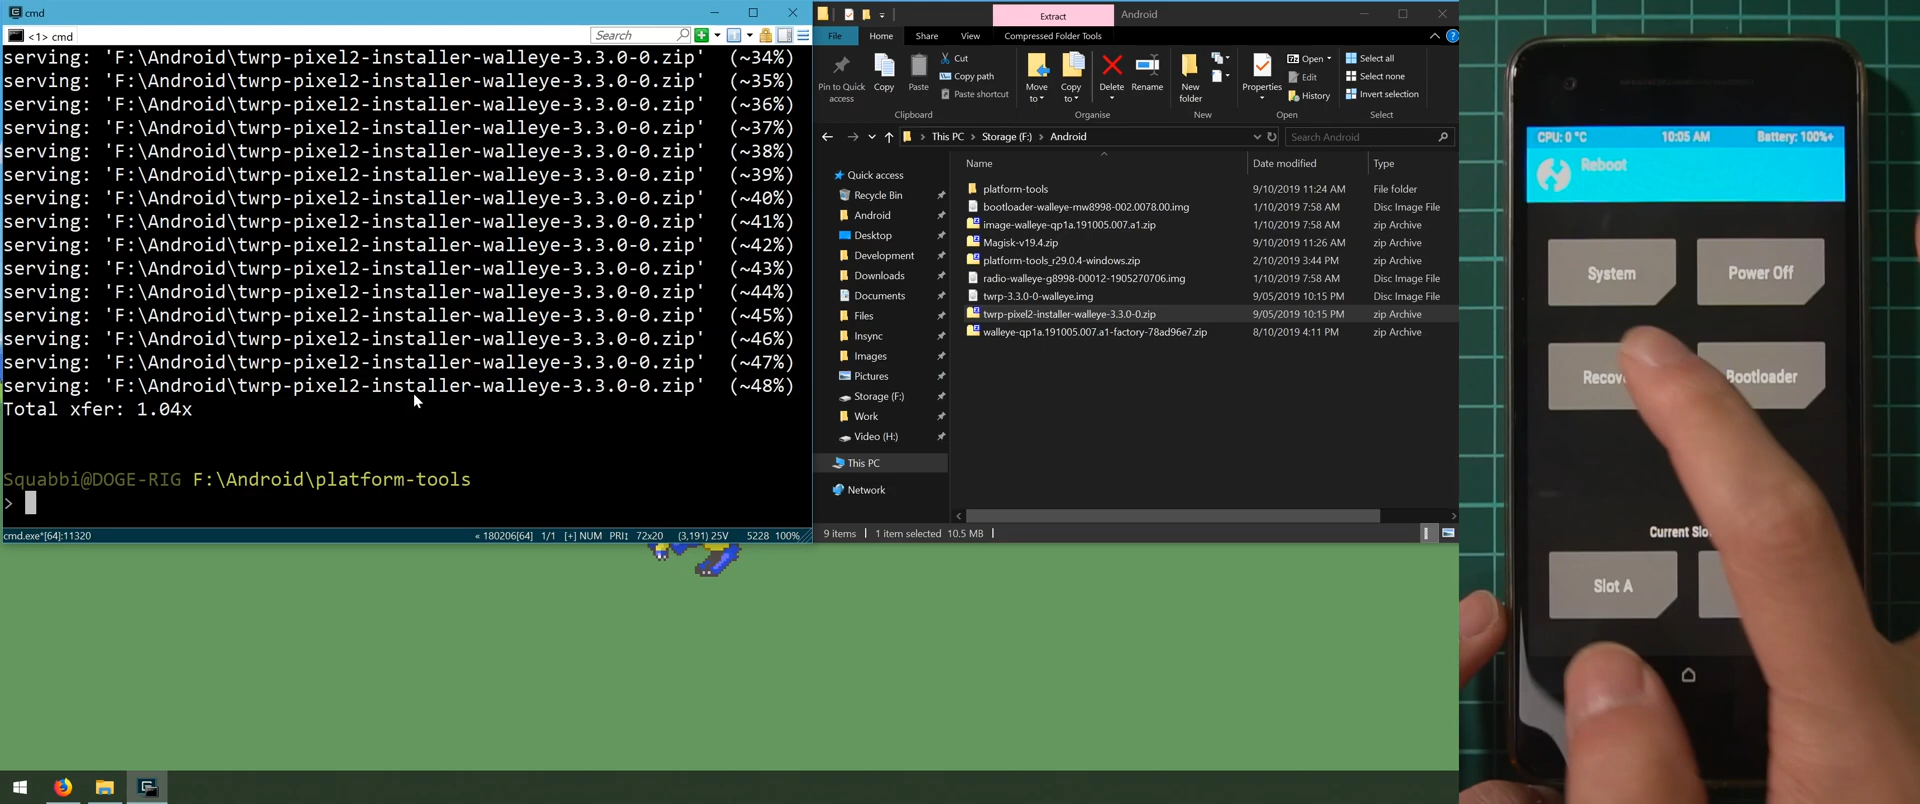 cmd
<1> cmd
Search
serving: 'F:\Android\twrp-pixel2-installer-walleye-3.3.0-0.zip' (~34%)
serving: 'F:\Android\twrp-pixel2-installer-walleye-3.3.0-0.zip' (~35%)
serving: 'F:\Android\twrp-pixel2-installer-walleye-3.3.0-0.zip' (~36%)
serving: 'F:\Android\twrp-pixel2-installer-walleye-3.3.0-0.zip' (~37%)
serving: 'F:\Android\twrp-pixel2-installer-walleye-3.3.0-0.zip' (~38%)
serving: 'F:\Android\twrp-pixel2-installer-walleye-3.3.0-0.zip' (~39%)
serving: 'F:\Android\twrp-pixel2-installer-walleye-3.3.0-0.zip' (~40%)
serving: 'F:\Android\twrp-pixel2-installer-walleye-3.3.0-0.zip' (~41%)
serving: 'F:\Android\twrp-pixel2-installer-walleye-3.3.0-0.zip' (~42%)
serving: 'F:\Android\twrp-pixel2-installer-walleye-3.3.0-0.zip' (~43%)
serving: 'F:\Android\twrp-pixel2-installer-walleye-3.3.0-0.zip' (~44%)
serving: 'F:\Android\twrp-pixel2-installer-walleye-3.3.0-0.zip' (~45%)
serving: 'F:\Android\twrp-pixel2-installer-walleye-3.3.0-0.zip' (~46%)
serving: 'F:\Android\twrp-pixel2-installer-walleye-3.3.0-0.zip' (~47%)
serving: 'F:\Android\twrp-pixel2-installer-walleye-3.3.0-0.zip' (~48%)
Total xfer: 1.04x
Squabbi@DOGE-RIG F:\Android\platform-tools
>
cmd.exe*[64]:11320 « 180206[64] 1/1 [+] NUM PRI↕ 72x20 (3,191) 25V 5228 100%
Extract Android
File Home Share View Compressed Folder Tools
Pin to Quick access
Copy
Paste
Cut
Copy path
Paste shortcut
Clipboard
Move to
Copy to
Delete
Rename
Organise
New folder
New
Properties
Open
Edit
History
Open
Select all
Select none
Invert selection
Select
This PC > Storage (F:) > Android
Search Android
Quick access
Recycle Bin
Android
Desktop
Development
Downloads
Documents
Files
Insync
Images
Pictures
Storage (F:)
Work
Video (H:)
This PC
Network
Name Date modified Type
platform-tools 9/10/2019 11:24 AM File folder
bootloader-walleye-mw8998-002.0078.00.img 1/10/2019 7:58 AM Disc Image File
image-walleye-qp1a.191005.007.a1.zip 1/10/2019 7:58 AM zip Archive
Magisk-v19.4.zip 9/10/2019 11:26 AM zip Archive
platform-tools_r29.0.4-windows.zip 2/10/2019 3:44 PM zip Archive
radio-walleye-g8998-00012-1905270706.img 1/10/2019 7:58 AM Disc Image File
twrp-3.3.0-0-walleye.img 9/05/2019 10:15 PM Disc Image File
twrp-pixel2-installer-walleye-3.3.0-0.zip 9/05/2019 10:15 PM zip Archive
walleye-qp1a.191005.007.a1-factory-78ad96e7.zip 8/10/2019 4:11 PM zip Archive
9 items 1 item selected 10.5 MB
CPU: 0 °C 10:05 AM Battery: 100%+
Reboot
System
Power Off
Bootloader
Current
Slot A